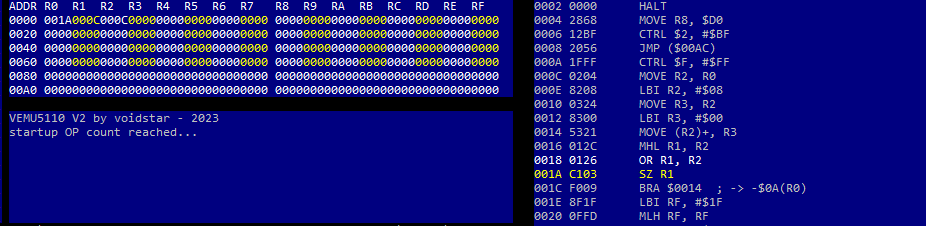 ADDR R0 R1 R2 R3 R4 R5 R6 R7 R8 R9 RA RB RC RD RE RF
0000 001A000C000C00000000000000000000 00000000000000000000000000000000
0020 00000000000000000000000000000000 00000000000000000000000000000000
0040 00000000000000000000000000000000 00000000000000000000000000000000
0060 00000000000000000000000000000000 00000000000000000000000000000000
0080 00000000000000000000000000000000 00000000000000000000000000000000
00A0 00000000000000000000000000000000 00000000000000000000000000000000
VEMU5110 V2 by voidstar - 2023
startup OP count reached...
0002 0000 HALT
0004 2868 MOVE R8, $D0
0006 12BF CTRL $2, #$BF
0008 2056 JMP ($00AC)
000A 1FFF CTRL $F, #$FF
000C 0204 MOVE R2, R0
000E 8208 LBI R2, #$08
0010 0324 MOVE R3, R2
0012 8300 LBI R3, #$00
0014 5321 MOVE (R2)+, R3
0016 012C MHL R1, R2
0018 0126 OR R1, R2
001A C103 SZ R1
001C F009 BRA $0014 ; -> -$0A(R0)
001E 8F1F LBI RF, #$1F
0020 0FFD MLH RF, RF